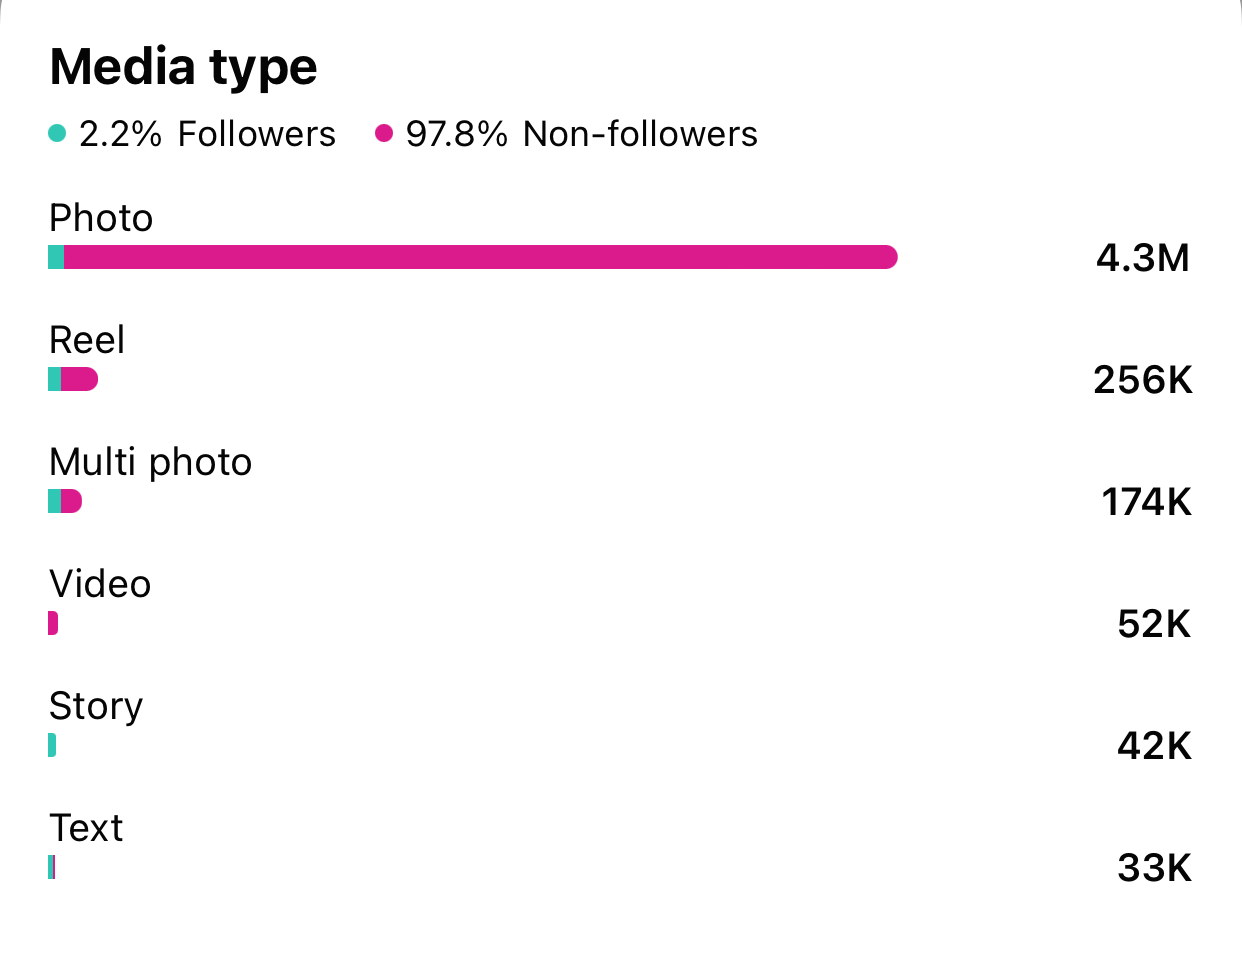 Media type
2.2% Followers 97.8% Non-followers
Photo
4.3M
Reel
256K
Multi photo
174K
Video
52K
Story
42K
Text
33K